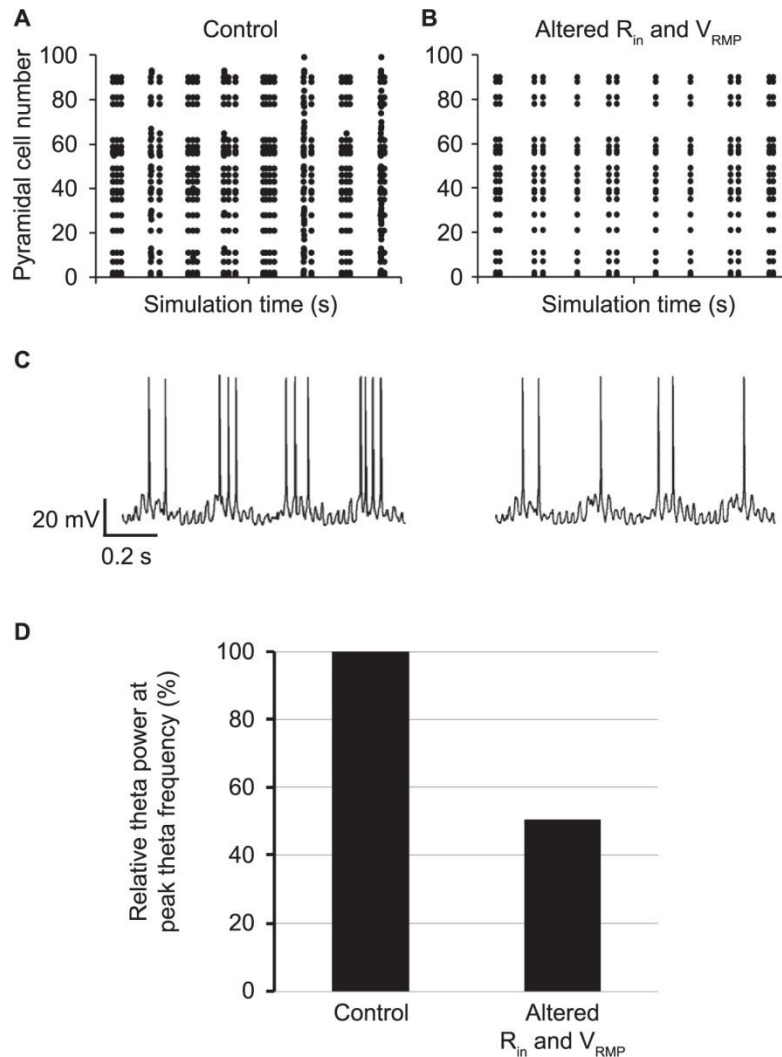 A
Control
100
80
60
40
20
0
Pyramidal cell number
Simulation time (s)
B
Altered Rin and VRMP
100
80
60
40
20
0
Simulation time (s)
C
20 mV
0.2 s
D
Relative theta power at
peak theta frequency (%)
100
80
60
40
20
0
Control
Altered
Rin and VRMP